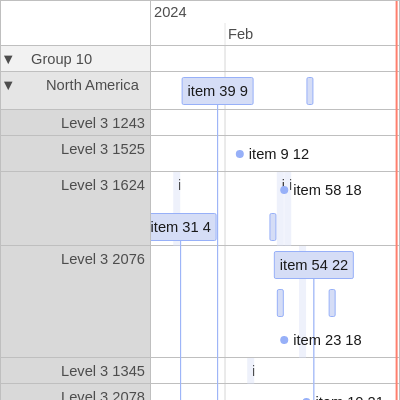 2024
Feb
▼ Group 10
▼ North America
item 39 9
Level 3 1243
Level 3 1525
item 9 12
Level 3 1624
i
i i
item 58 18
item 31 4
Level 3 2076
item 54 22
item 23 18
Level 3 1345
i
Level 3 2078